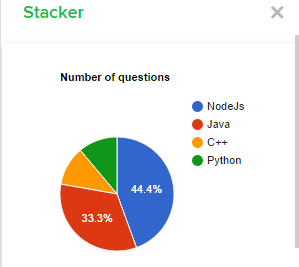 Stacker
Number of questions
NodeJs
Java
C++
Python
44.4%
33.3%